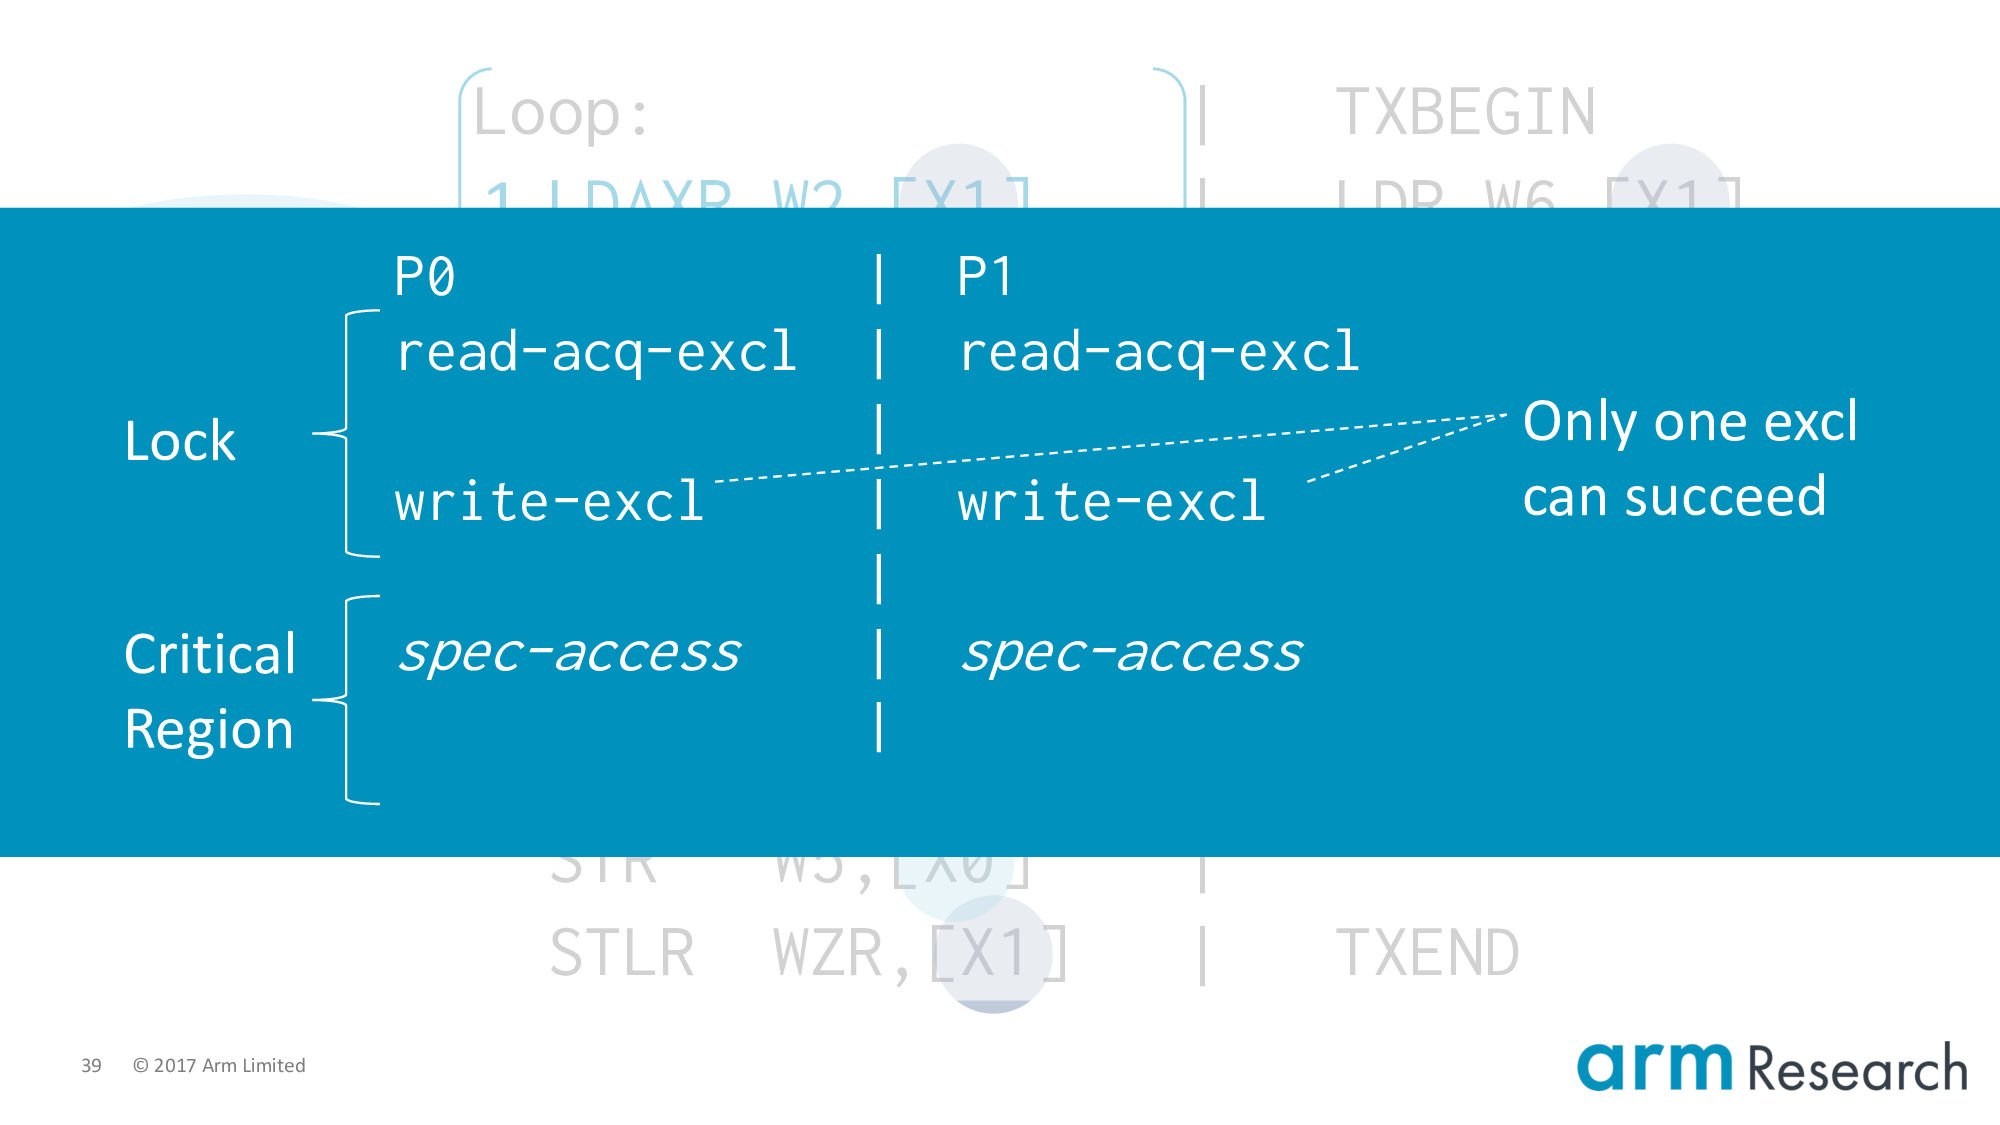 Loop: | TXBEGIN
1 LDAXR W2 [X1] | LDR W6 [X1]
P0 | P1
read-acq-excl | read-acq-excl
|
Lock
Only one excl
can succeed
write-excl | write-excl
|
Critical
Region
spec-access | spec-access
|
STR W5,[X0] |
STLR WZR,[X1] | TXEND
39 © 2017 Arm Limited
arm Research